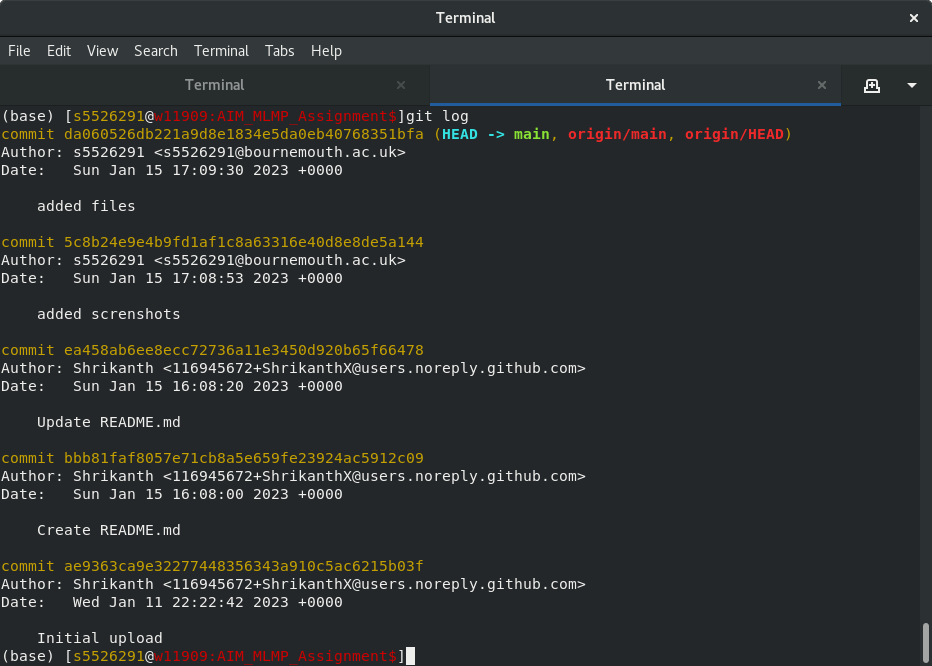 Terminal
File Edit View Search Terminal Tabs Help
Terminal Terminal
(base) [s5526291@w11909:AIM_MLMP_Assignment$]git log
commit da060526db221a9d8e1834e5da0eb40768351bfa (HEAD -> main, origin/main, origin/HEAD)
Author: s5526291 <s5526291@bournemouth.ac.uk>
Date:   Sun Jan 15 17:09:30 2023 +0000
    added files
commit 5c8b24e9e4b9fd1af1c8a63316e40d8e8de5a144
Author: s5526291 <s5526291@bournemouth.ac.uk>
Date:   Sun Jan 15 17:08:53 2023 +0000
    added screnshots
commit ea458ab6ee8ecc72736a11e3450d920b65f66478
Author: Shrikanth <116945672+ShrikanthX@users.noreply.github.com>
Date:   Sun Jan 15 16:08:20 2023 +0000
    Update README.md
commit bbb81faf8057e71cb8a5e659fe23924ac5912c09
Author: Shrikanth <116945672+ShrikanthX@users.noreply.github.com>
Date:   Sun Jan 15 16:08:00 2023 +0000
    Create README.md
commit ae9363ca9e32277448356343a910c5ac6215b03f
Author: Shrikanth <116945672+ShrikanthX@users.noreply.github.com>
Date:   Wed Jan 11 22:22:42 2023 +0000
    Initial upload
(base) [s5526291@w11909:AIM_MLMP_Assignment$]